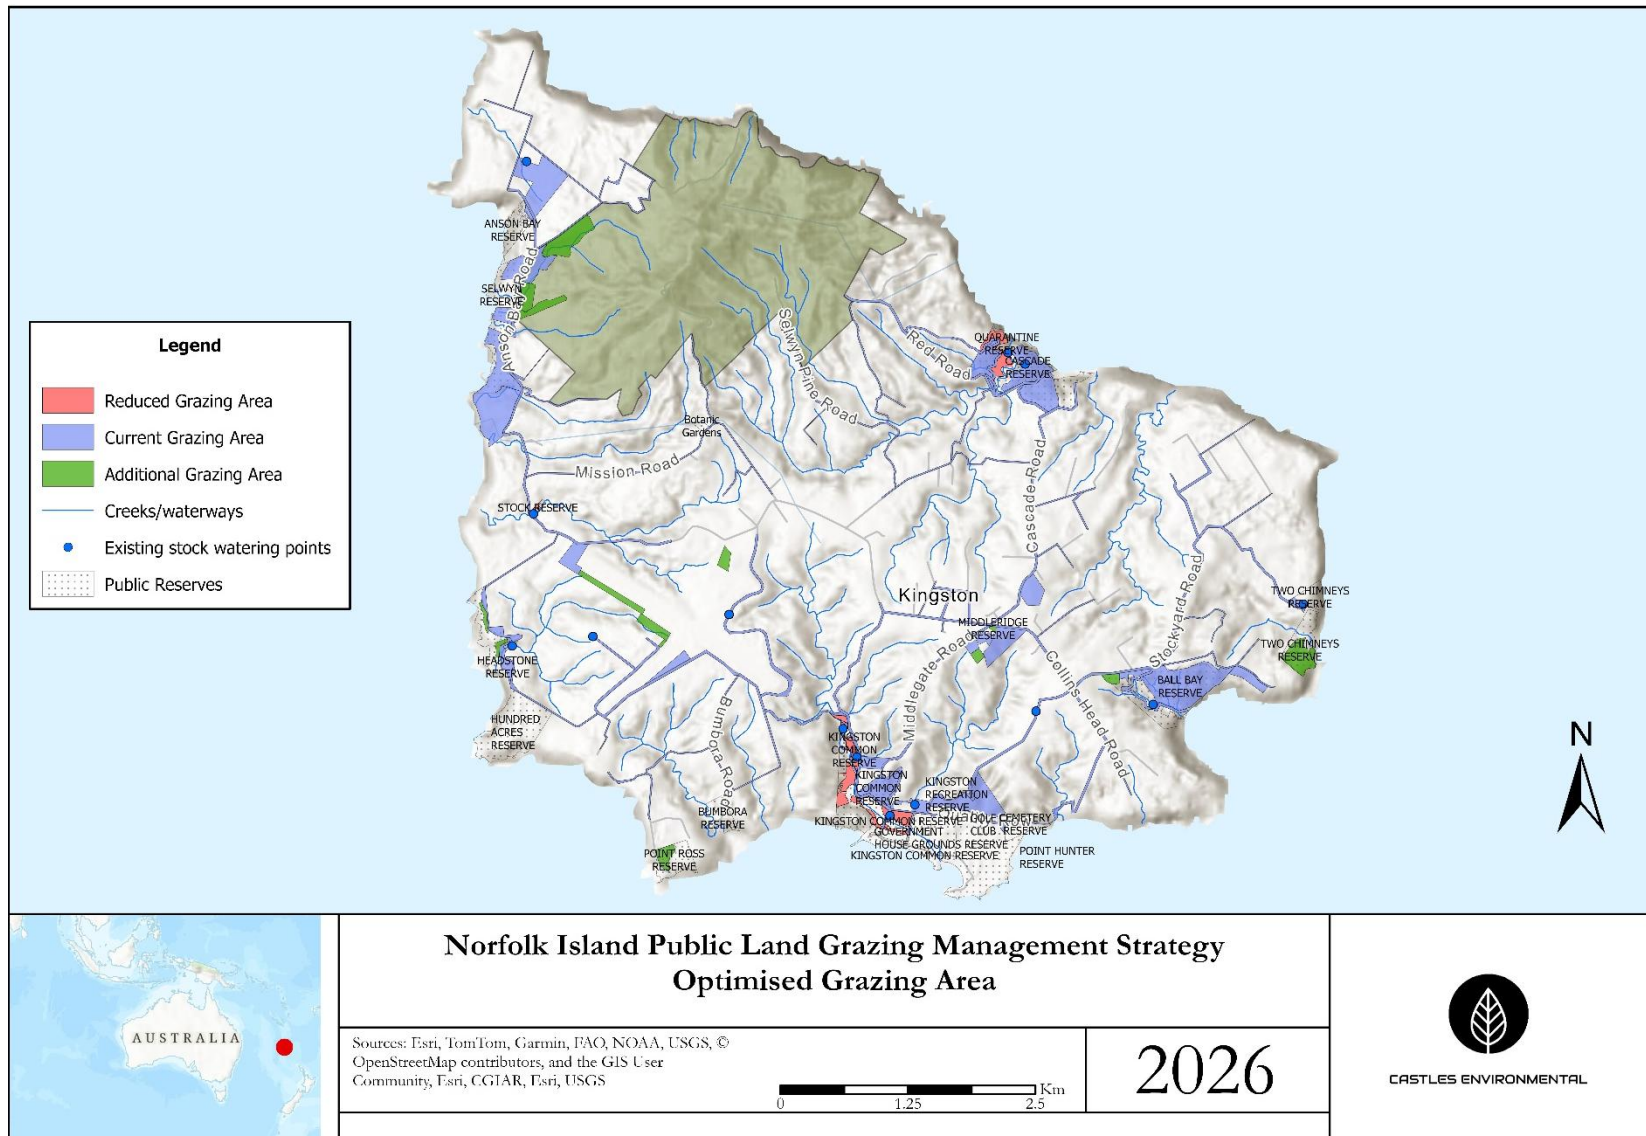 ANSON BAY
RESERVE
SELWYN
RESERVE
Anson Bay Road
Selwyn Pine Road
Red Road
QUARANTINE
RESERVE
CASCADE
RESERVE
Botanic
Gardens
Mission Road
Cascade Road
STOCK RESERVE
Kingston
MIDDLERIDGE
RESERVE
Middlegate Road
Collins Head Road
Stockyard Road
TWO CHIMNEYS
RESERVE
TWO CHIMNEYS
RESERVE
BALL BAY
RESERVE
HEADSTONE
RESERVE
HUNDRED
ACRES
RESERVE
Bumbora Road
BUMBORA
RESERVE
POINT ROSS
RESERVE
KINGSTON
COMMON
RESERVE
KINGSTON
COMMON
RESERVE
KINGSTON
RECREATION
RESERVE
KINGSTON COMMON RESERVE
GOLF
CLUB
CEMETERY
RESERVE
GOVERNMENT
HOUSE GROUNDS RESERVE
KINGSTON COMMON RESERVE
POINT HUNTER
RESERVE
Legend
Reduced Grazing Area
Current Grazing Area
Additional Grazing Area
Creeks/waterways
Existing stock watering points
Public Reserves
N
AUSTRALIA
Norfolk Island Public Land Grazing Management Strategy
Optimised Grazing Area
Sources: Esri, TomTom, Garmin, FAO, NOAA, USGS, ©
OpenStreetMap contributors, and the GIS User
Community, Esri, CGIAR, Esri, USGS
Km
0 1.25 2.5
2026
CASTLES ENVIRONMENTAL